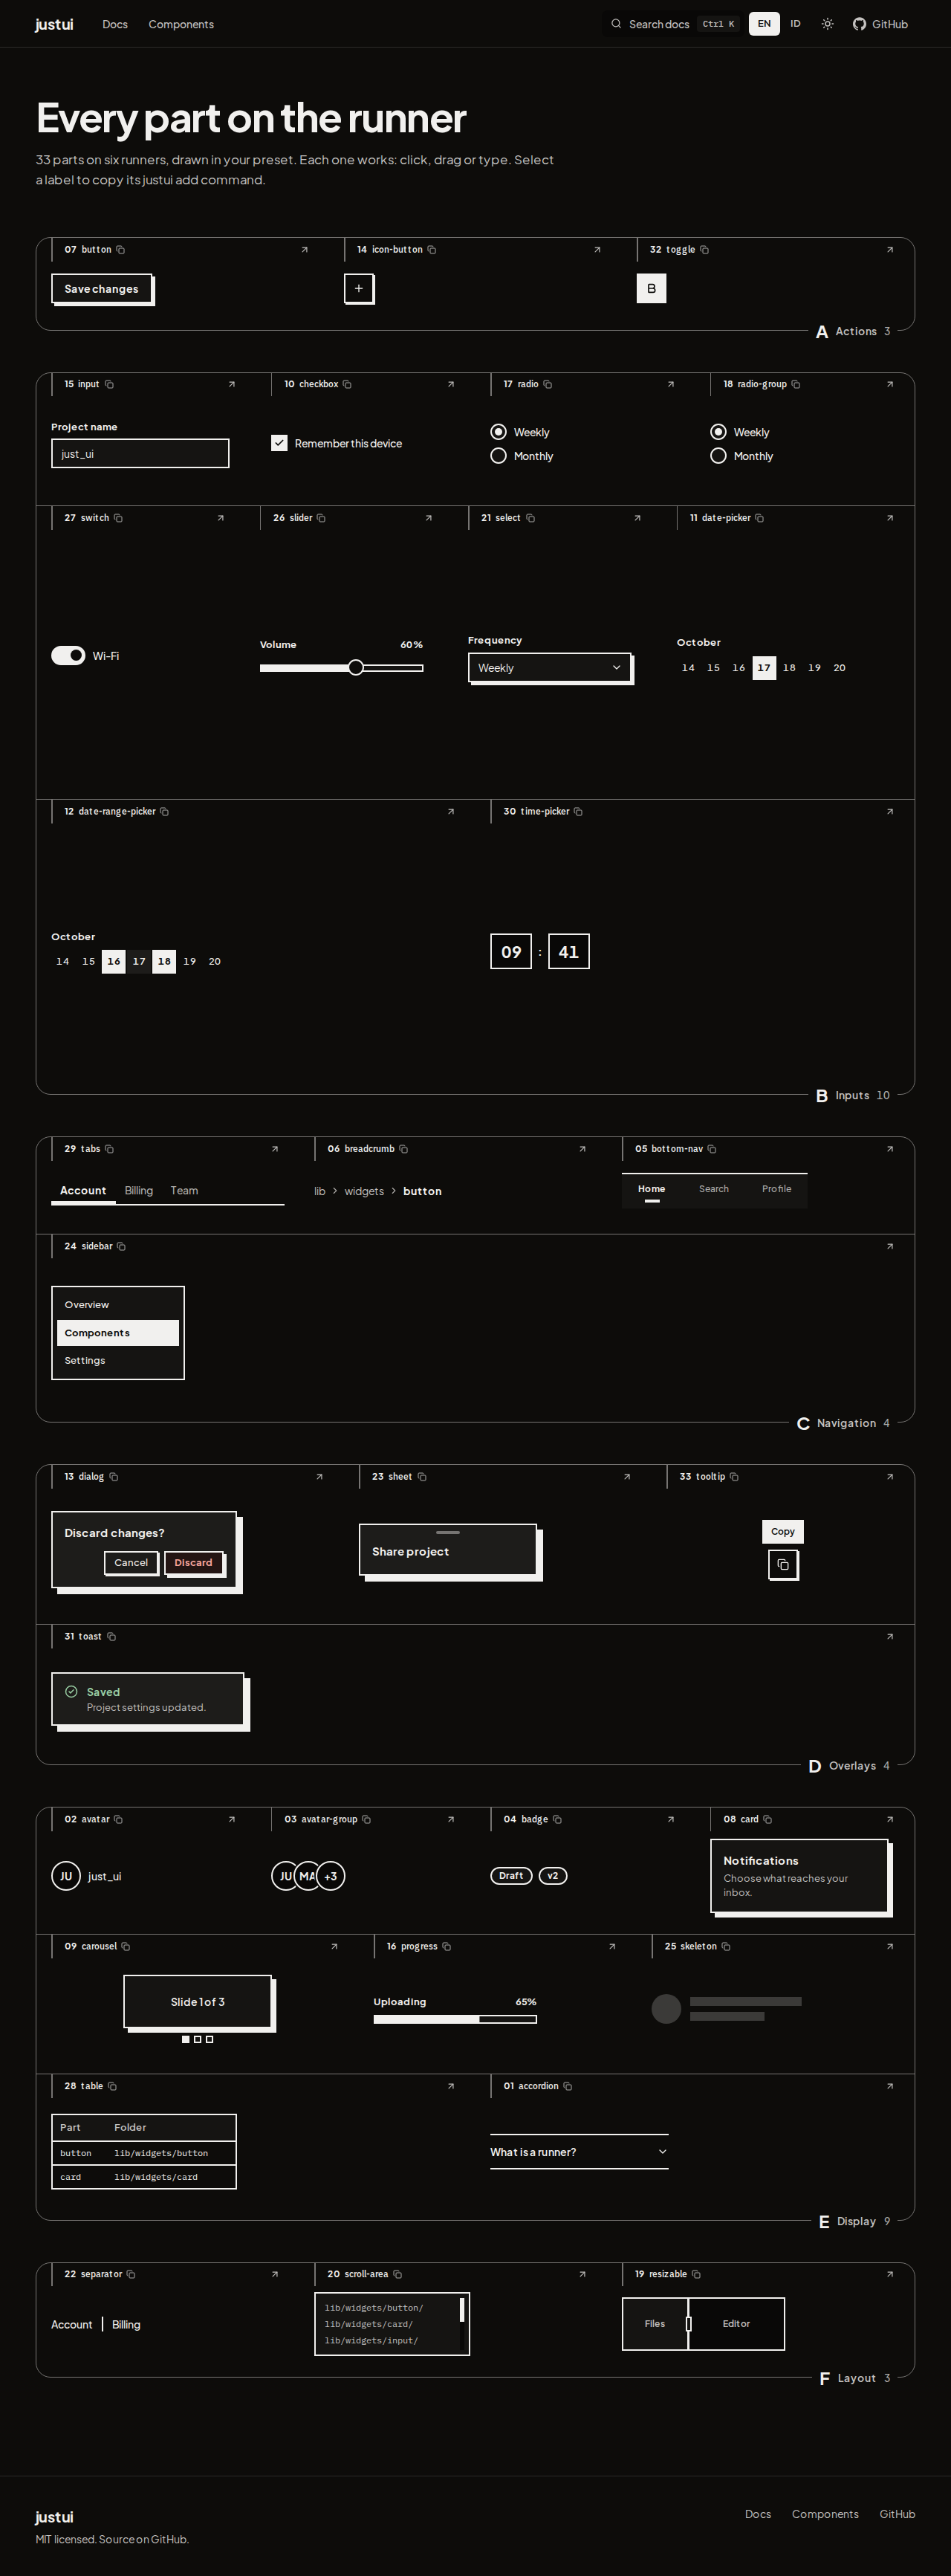 justui Docs Components Search docs Ctrl K EN ID GitHub
Every part on the runner
33 parts on six runners, drawn in your preset. Each one works: click, drag or type. Select
a label to copy its justui add command.
07 button 14 icon-button 32 toggle
Save changes + B
A Actions 3
15 input 10 checkbox 17 radio 18 radio-group
Project name
just_ui
Remember this device
Weekly
Monthly
Weekly
Monthly
27 switch 26 slider 21 select 11 date-picker
Wi-Fi
Volume 60%
Frequency
Weekly
October
14 15 16 17 18 19 20
12 date-range-picker 30 time-picker
October
14 15 16 17 18 19 20
09 : 41
B Inputs 10
29 tabs 06 breadcrumb 05 bottom-nav
Account Billing Team
lib widgets button
Home Search Profile
24 sidebar
Overview
Components
Settings
C Navigation 4
13 dialog 23 sheet 33 tooltip
Discard changes?
Cancel Discard
Share project
Copy
31 toast
Saved
Project settings updated.
D Overlays 4
02 avatar 03 avatar-group 04 badge 08 card
JU just_ui
JU MA +3
Draft v2
Notifications
Choose what reaches your
inbox.
09 carousel 16 progress 25 skeleton
Slide 1 of 3
Uploading 65%
28 table 01 accordion
Part Folder
button lib/widgets/button
card lib/widgets/card
What is a runner?
E Display 9
22 separator 20 scroll-area 19 resizable
Account Billing
lib/widgets/button/
lib/widgets/card/
lib/widgets/input/
Files Editor
F Layout 3
justui Docs Components GitHub
MIT licensed. Source on GitHub.